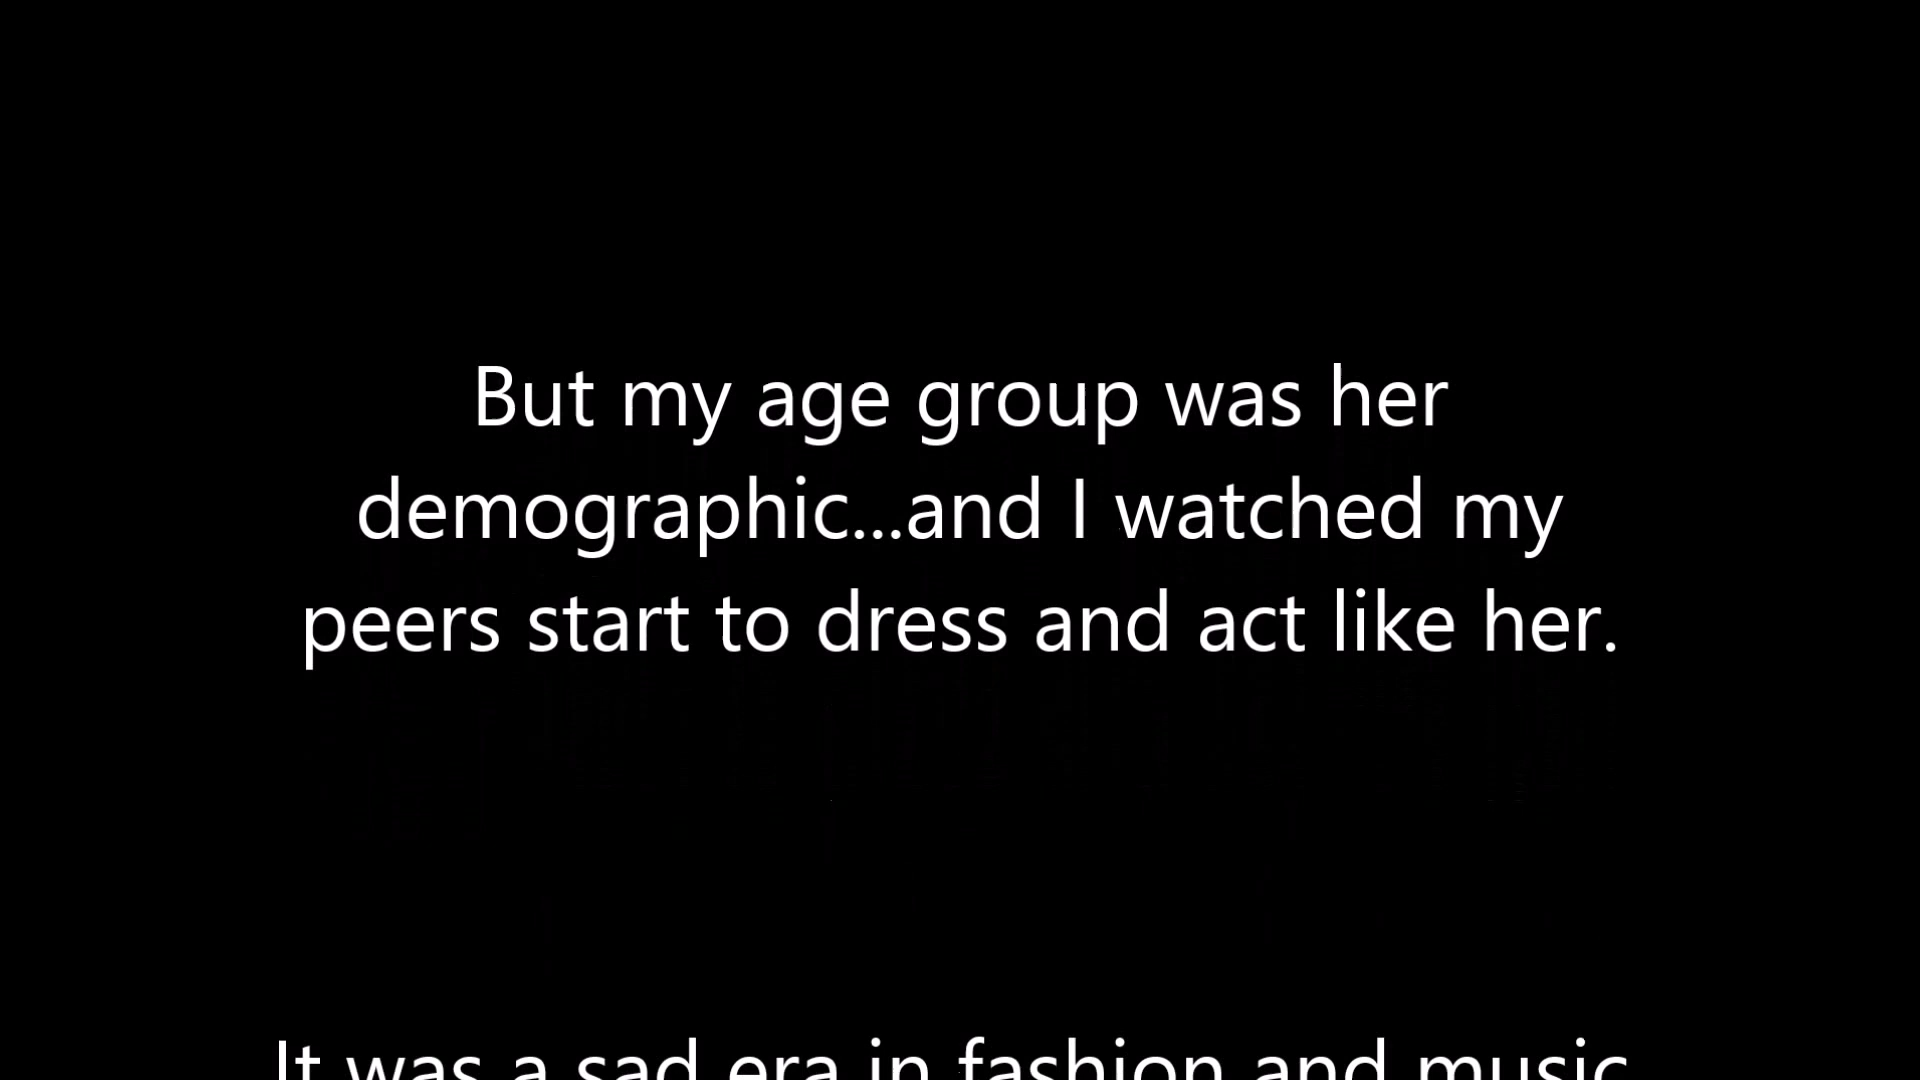 But my age group was her
demographic...and I watched my
peers start to dress and act like her.
It was a sad era in fashion and music